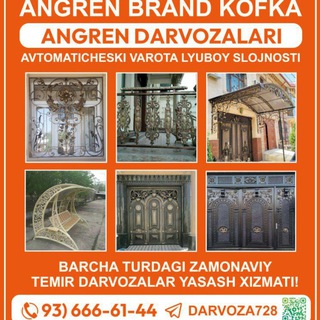 ANGREN BRAND KOFKA
ANGREN DARVOZALARI
AVTOMATICHESKI VAROTA LYUBOY SLOJNOSTI
BARCHA TURDAGI ZAMONAVIY
TEMIR DARVOZALAR YASASH XIZMATI!
93) 666-61-44 DARVOZA728